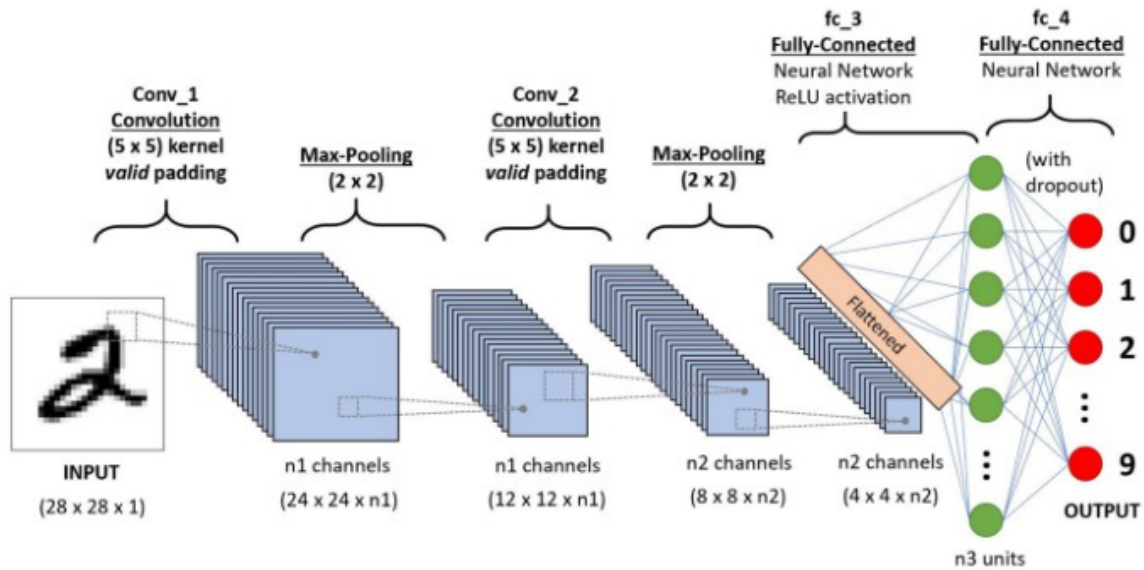 Conv_1
Convolution
(5 x 5) kernel
valid padding
Max-Pooling
(2 x 2)
Conv_2
Convolution
(5 x 5) kernel
valid padding
Max-Pooling
(2 x 2)
fc_3
Fully-Connected
Neural Network
ReLU activation
fc_4
Fully-Connected
Neural Network
(with
dropout)
2
Flattened
0
1
2
9
INPUT
(28 x 28 x 1)
n1 channels
(24 x 24 x n1)
n1 channels
(12 x 12 x n1)
n2 channels
(8 x 8 x n2)
n2 channels
(4 x 4 x n2)
n3 units
OUTPUT